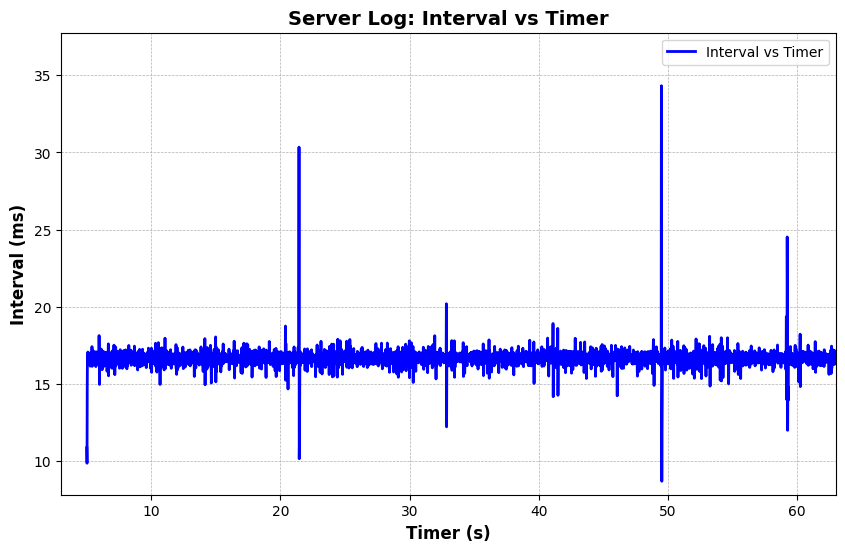 Server Log: Interval vs Timer
Interval vs Timer
35
30
25
20
15
10
Interval (ms)
10 20 30 40 50 60
Timer (s)